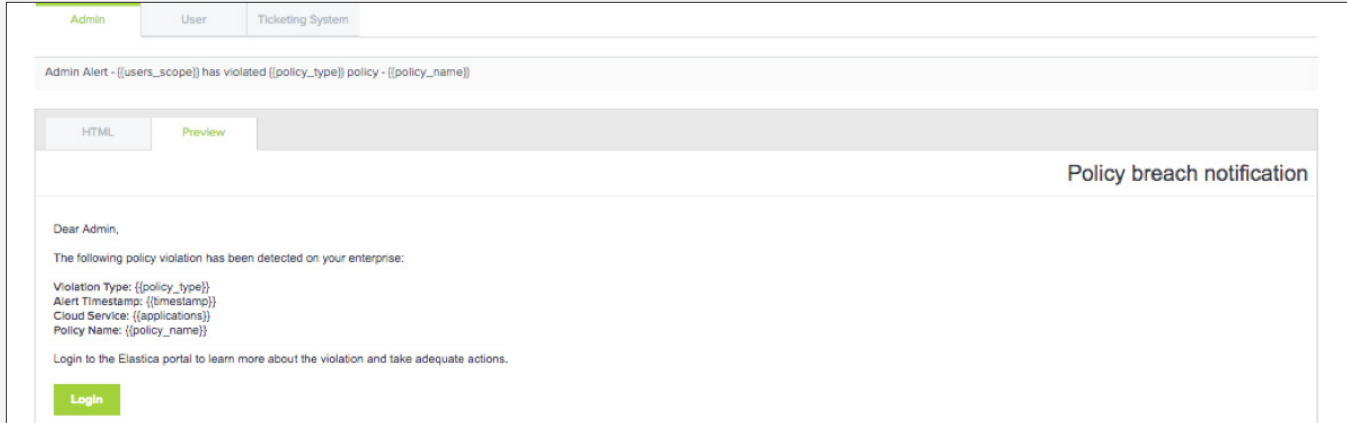 Admin User Ticketing System
Admin Alert - {{users_scope}} has violated {{policy_type}} policy - {{policy_name}}
HTML Preview
Policy breach notification
Dear Admin,
The following policy violation has been detected on your enterprise:
Violation Type: {{policy_type}}
Alert Timestamp: {{timestamp}}
Cloud Service: {{applications}}
Policy Name: {{policy_name}}
Login to the Elastica portal to learn more about the violation and take adequate actions.
Login